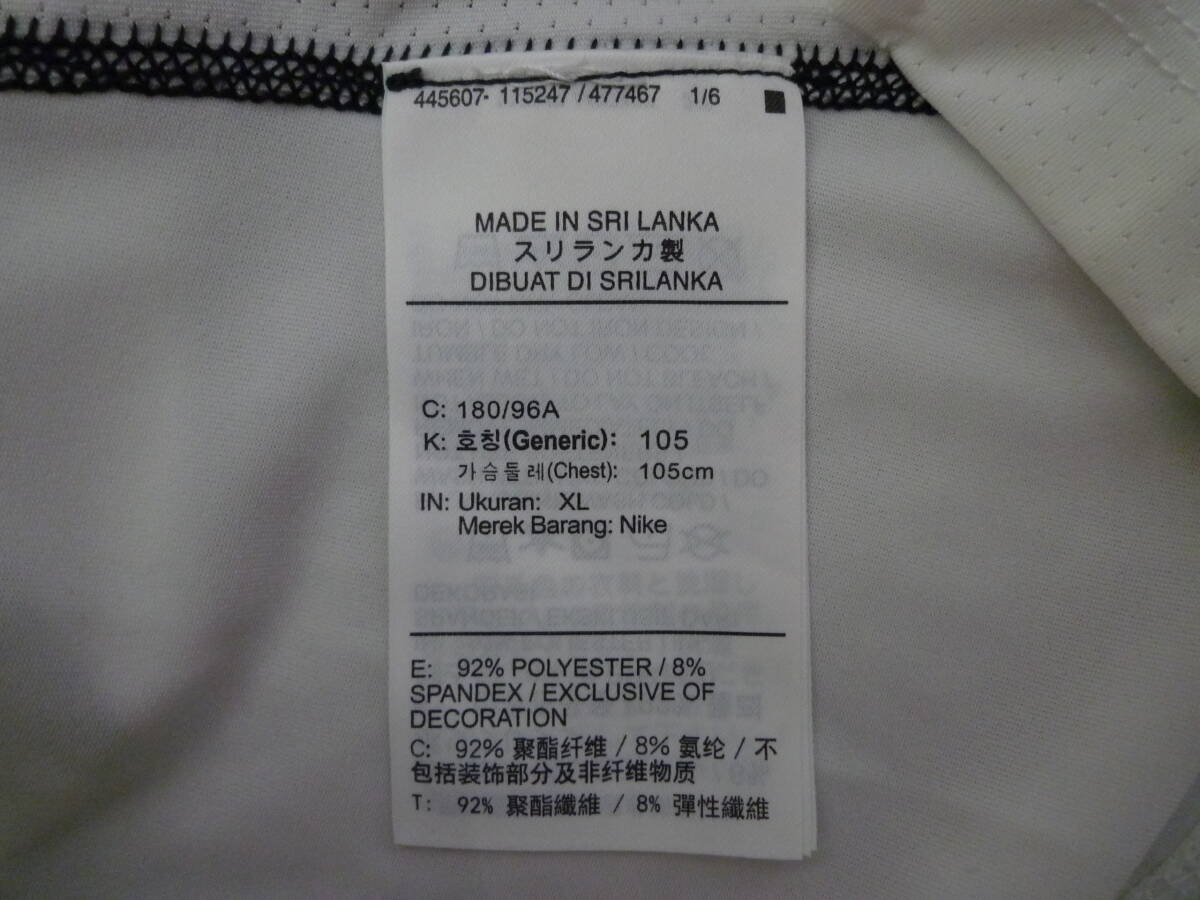 445607- 115247 / 477467 1/6
MADE IN SRI LANKA
スリランカ製
DIBUAT DI SRILANKA
C: 180/96A
K: 호칭(Generic): 105
가슴둘레(Chest): 105cm
IN: Ukuran: XL
Merek Barang: Nike
E: 92% POLYESTER / 8%
SPANDEX / EXCLUSIVE OF
DECORATION
C: 92% 聚酯纤维 / 8% 氨纶 / 不
包括装饰部分及非纤维物质
T: 92% 聚酯纖維 / 8% 彈性纖維